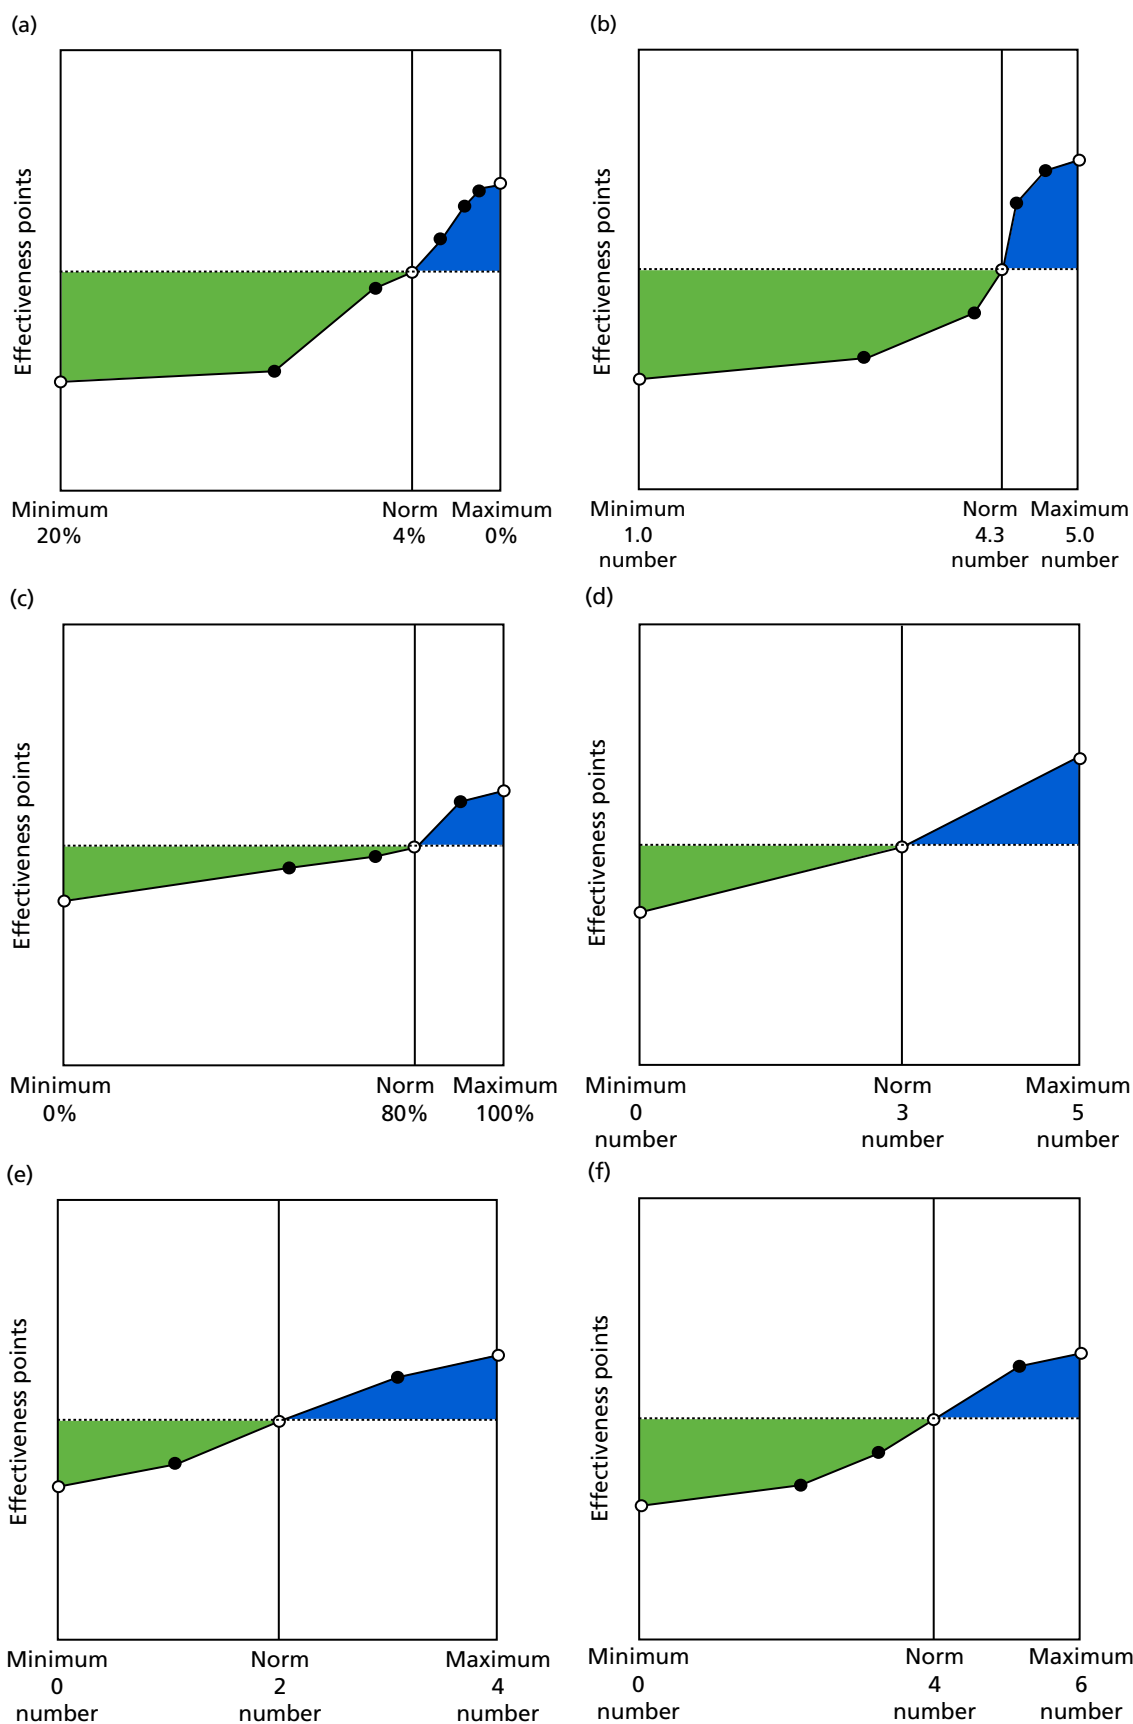 (a)
Effectiveness points
Minimum
20%
Norm
4%
Maximum
0%
(b)
Effectiveness points
Minimum
1.0
number
Norm
4.3
number
Maximum
5.0
number
(c)
Effectiveness points
Minimum
0%
Norm
80%
Maximum
100%
(d)
Effectiveness points
Minimum
0
number
Norm
3
number
Maximum
5
number
(e)
Effectiveness points
Minimum
0
number
Norm
2
number
Maximum
4
number
(f)
Effectiveness points
Minimum
0
number
Norm
4
number
Maximum
6
number